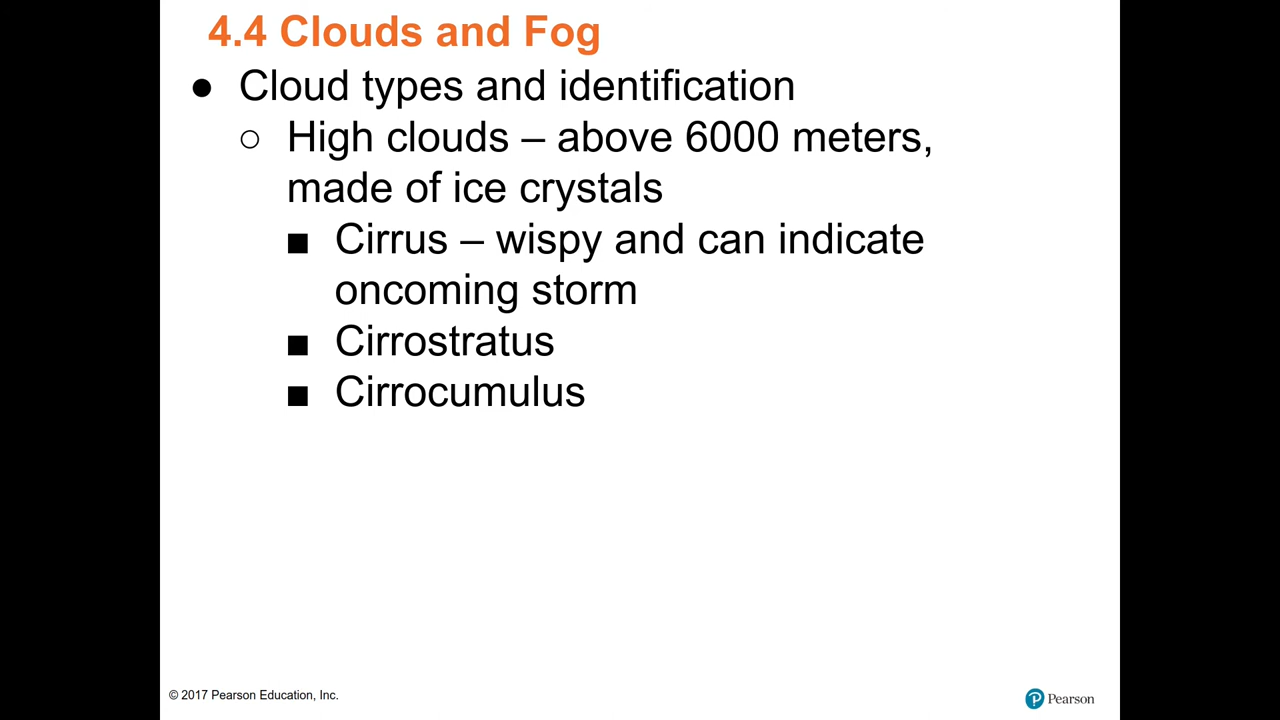 4.4 Clouds and Fog
● Cloud types and identification
○ High clouds – above 6000 meters,
made of ice crystals
■ Cirrus – wispy and can indicate
oncoming storm
■ Cirrostratus
■ Cirrocumulus
© 2017 Pearson Education, Inc.
P Pearson